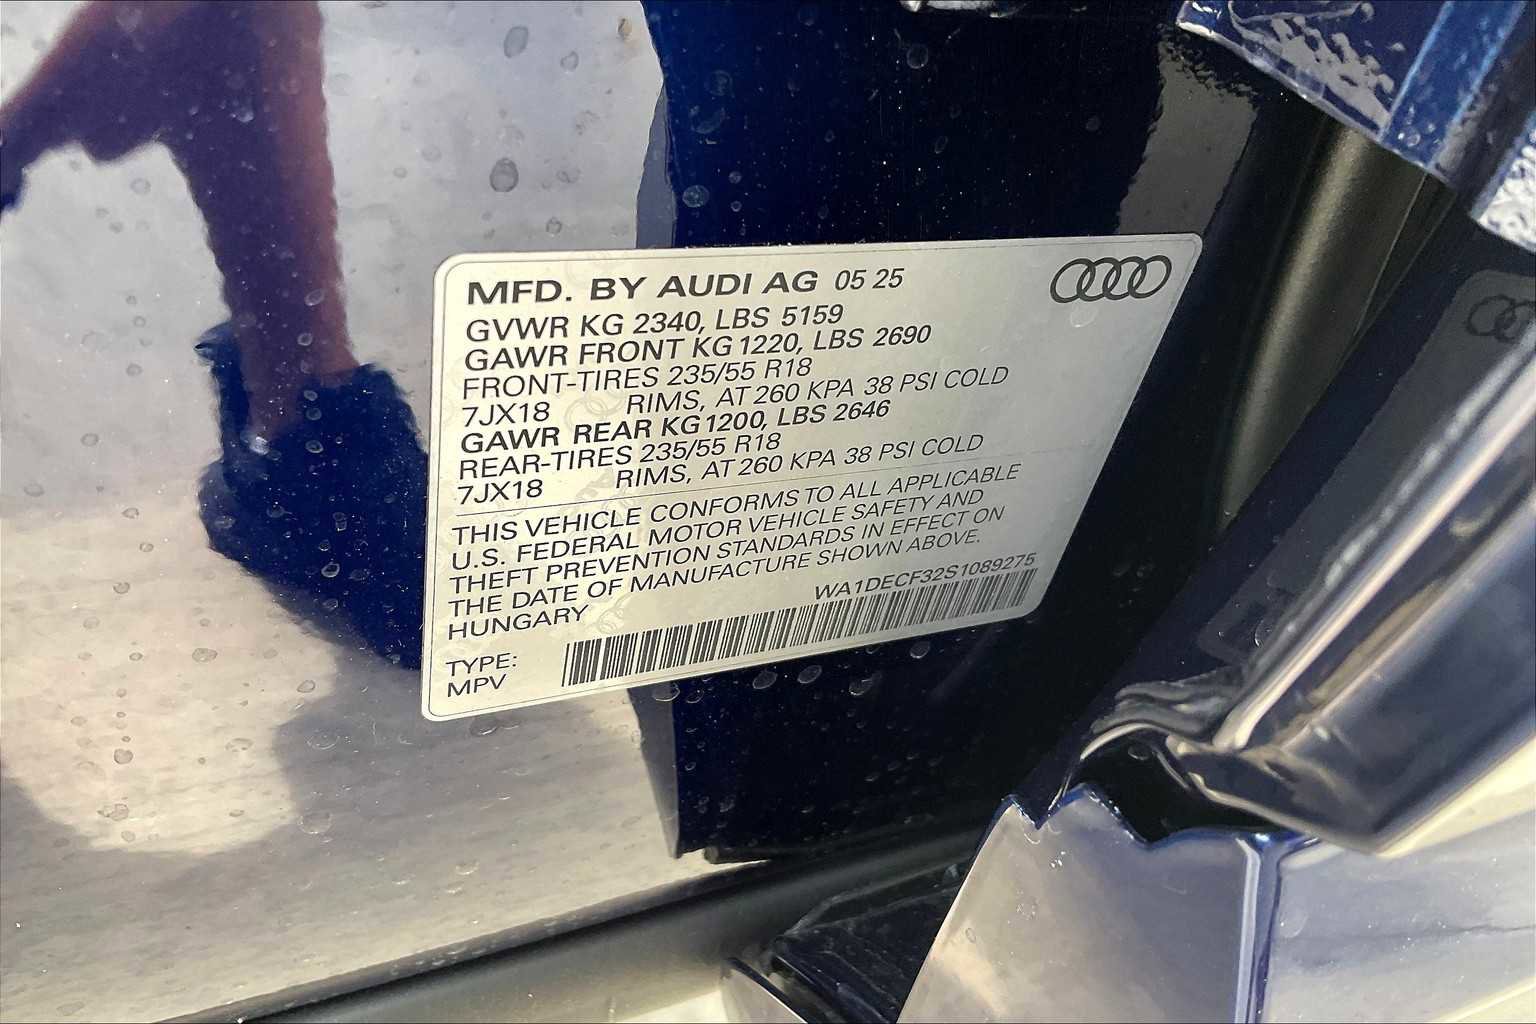 MFD. BY AUDI AG 05 25
GVWR KG 2340, LBS 5159
GAWR FRONT KG 1220, LBS 2690
FRONT-TIRES 235/55 R18
7JX18 RIMS, AT 260 KPA 38 PSI COLD
GAWR REAR KG 1200, LBS 2646
REAR-TIRES 235/55 R18
7JX18 RIMS, AT 260 KPA 38 PSI COLD
THIS VEHICLE CONFORMS TO ALL APPLICABLE
U.S. FEDERAL MOTOR VEHICLE SAFETY AND
THEFT PREVENTION STANDARDS IN EFFECT ON
THE DATE OF MANUFACTURE SHOWN ABOVE.
HUNGARY
WA1DECF32S1089275
TYPE:
MPV